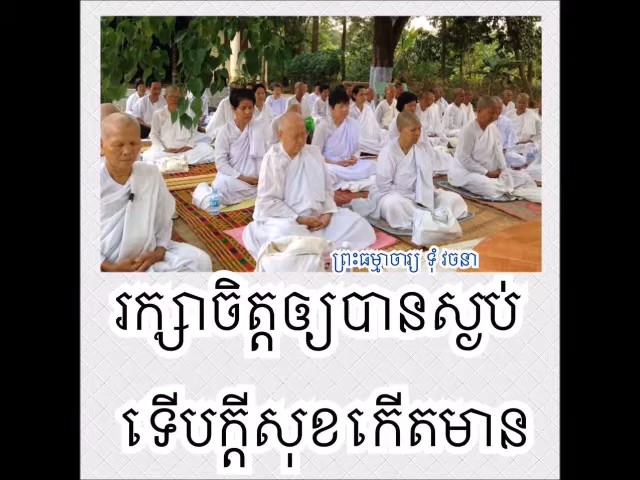 ព្រះធម្មាចារ្យ ទុំ វចនា
រក្សាចិត្តឲ្យបានស្ងប់
ទើបក្ដីសុខកើតមាន